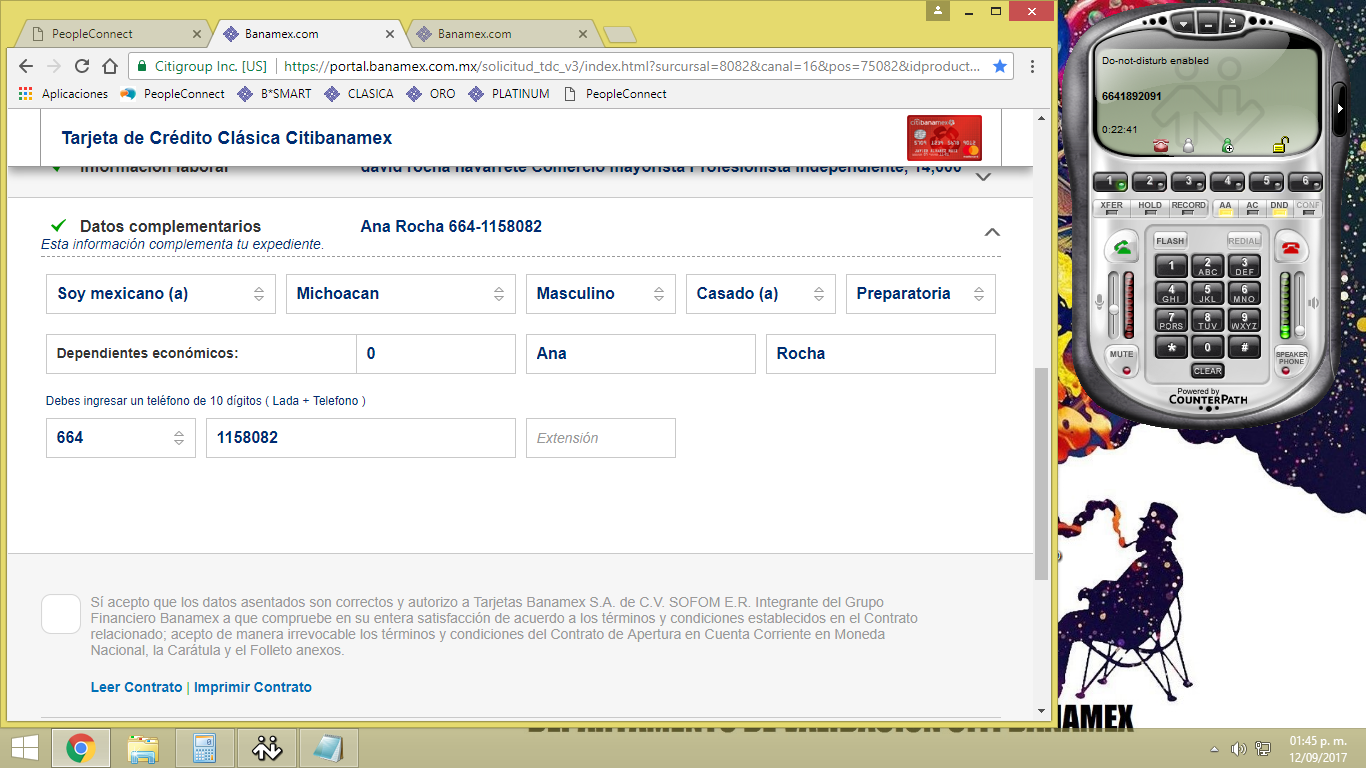 PeopleConnect
Banamex.com
Banamex.com
Citigroup Inc. [US]
https://portal.banamex.com.mx/solicitud_tdc_v3/index.html?surcursal=8082&canal=16&pos=75082&idproduct...
Aplicaciones PeopleConnect B*SMART CLASICA ORO PLATINUM PeopleConnect
Tarjeta de Crédito Clásica Citibanamex
citibanamex
Información laboral david rocha navarrete Comercio mayorista Profesionista Independiente, 14,000
Datos complementarios Ana Rocha 664-1158082
Esta información complementa tu expediente.
Soy mexicano (a) Michoacan Masculino Casado (a) Preparatoria
Dependientes económicos: 0 Ana Rocha
Debes ingresar un teléfono de 10 dígitos ( Lada + Telefono )
664 1158082 Extensión
Sí acepto que los datos asentados son correctos y autorizo a Tarjetas Banamex S.A. de C.V. SOFOM E.R. Integrante del Grupo
Financiero Banamex a que compruebe en su entera satisfacción de acuerdo a los términos y condiciones establecidos en el Contrato
relacionado; acepto de manera irrevocable los términos y condiciones del Contrato de Apertura en Cuenta Corriente en Moneda
Nacional, la Carátula y el Folleto anexos.
Leer Contrato | Imprimir Contrato
Do-not-disturb enabled
6641892091
0:22:41
1 2 3 4 5 6
XFER HOLD RECORD AA AC DND CONF
FLASH REDIAL
1 2 ABC 3 DEF
4 GHI 5 JKL 6 MNO
7 PQRS 8 TUV 9 WXYZ
* 0 #
MUTE
SPEAKER
PHONE
CLEAR
Powered by
COUNTERPATH
DEPARTAMENTO DE VALIDACION CITI BANAMEX
01:45 p. m.
12/09/2017